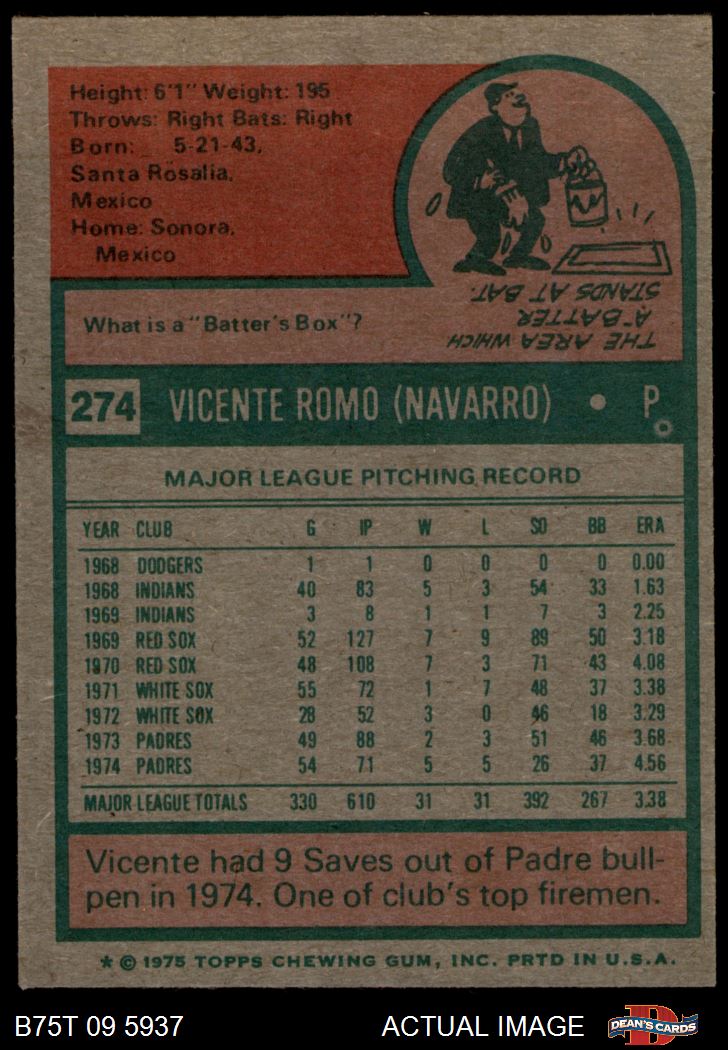 Height: 6'1" Weight: 195
Throws: Right Bats: Right
Born: 5-21-43,
Santa Rosalia,
Mexico
Home: Sonora,
Mexico
What is a "Batter's Box"?
THE AREA WHICH
A BATTER
STANDS AT BAT.
274 VICENTE ROMO (NAVARRO) • P.
MAJOR LEAGUE PITCHING RECORD
YEAR CLUB G IP W L SO BB ERA
1968 DODGERS 1 1 0 0 0 0 0.00
1968 INDIANS 40 83 5 3 54 33 1.63
1969 INDIANS 3 8 1 1 7 3 2.25
1969 RED SOX 52 127 7 9 89 50 3.18
1970 RED SOX 48 108 7 3 71 43 4.08
1971 WHITE SOX 55 72 1 7 48 37 3.38
1972 WHITE SOX 28 52 3 0 46 18 3.29
1973 PADRES 49 88 2 3 51 46 3.68
1974 PADRES 54 71 5 5 26 37 4.56
MAJOR LEAGUE TOTALS 330 610 31 31 392 267 3.38
Vicente had 9 Saves out of Padre bull-
pen in 1974. One of club's top firemen.
* © 1975 TOPPS CHEWING GUM, INC. PRTD IN U.S.A.
B75T 09 5937 ACTUAL IMAGE D DEAN'S CARDS